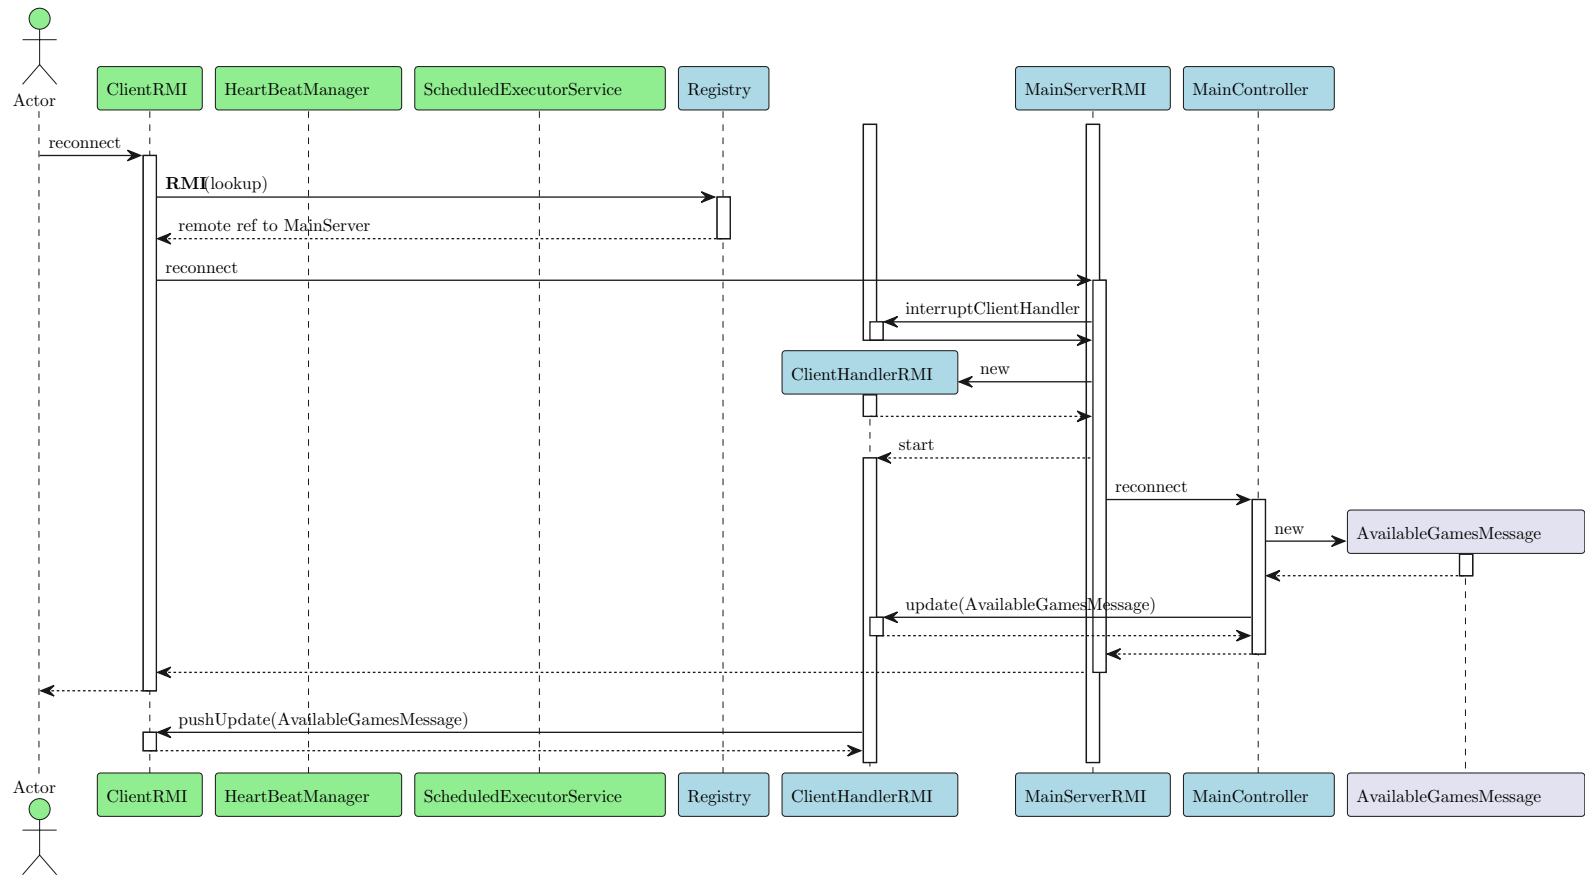 Actor
ClientRMI
HeartBeatManager
ScheduledExecutorService
Registry
MainServerRMI
MainController
reconnect
RMI(lookup)
remote ref to MainServer
reconnect
interruptClientHandler
ClientHandlerRMI
new
start
reconnect
new
AvailableGamesMessage
update(AvailableGamesMessage)
pushUpdate(AvailableGamesMessage)
Actor
ClientRMI
HeartBeatManager
ScheduledExecutorService
Registry
ClientHandlerRMI
MainServerRMI
MainController
AvailableGamesMessage